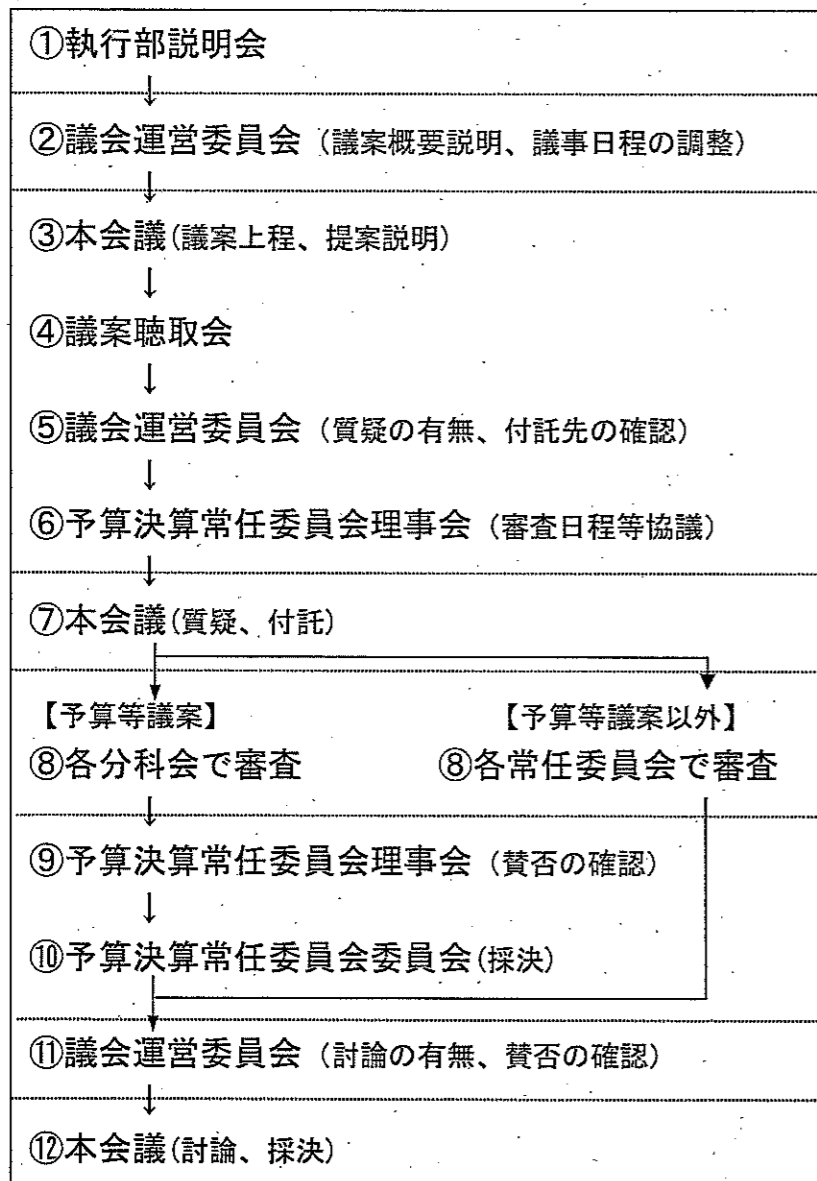 ①執行部説明会
↓
②議会運営委員会（議案概要説明、議事日程の調整）
↓
③本会議(議案上程、提案説明)
↓
④議案聴取会
↓
⑤議会運営委員会（質疑の有無、付託先の確認）
↓
⑥予算決算常任委員会理事会（審査日程等協議）
↓
⑦本会議(質疑、付託)
【予算等議案】 【予算等議案以外】
⑧各分科会で審査 ⑧各常任委員会で審査
↓
⑨予算決算常任委員会理事会（賛否の確認）
↓
⑩予算決算常任委員会委員会(採決)
⑪議会運営委員会（討論の有無、賛否の確認）
↓
⑫本会議(討論、採決)